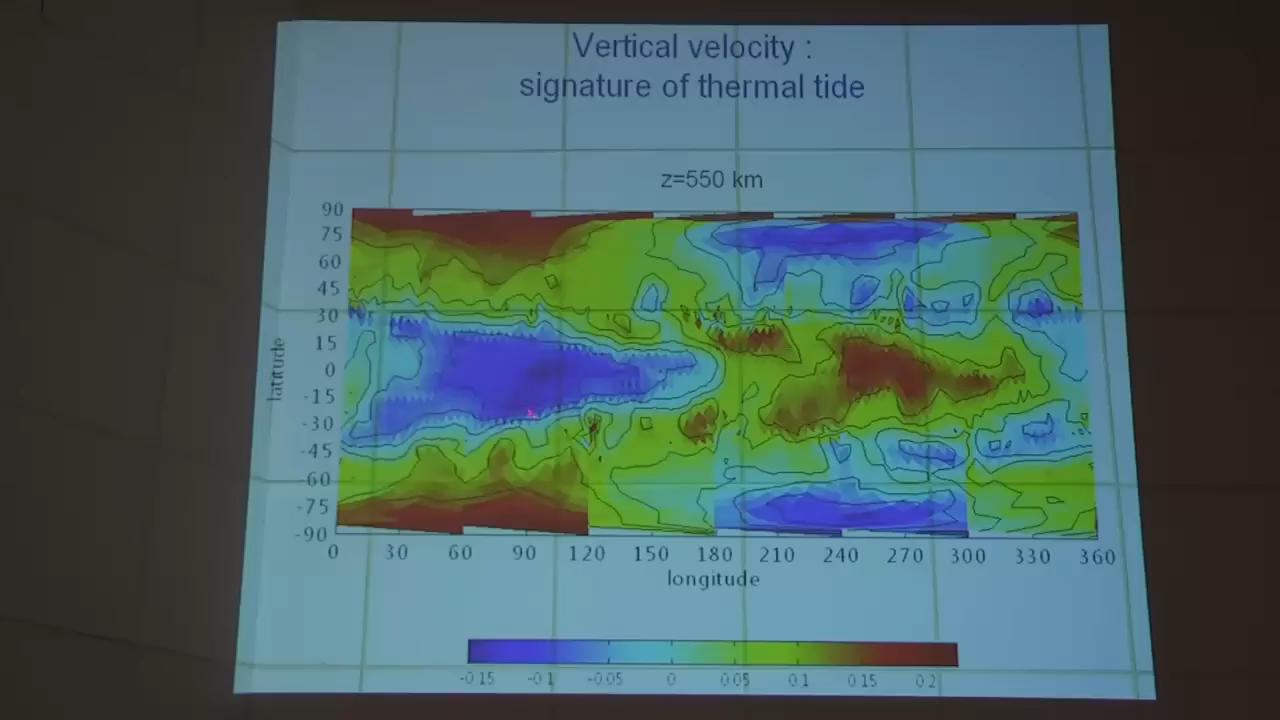 Vertical velocity :
signature of thermal tide
z=550 km
90
75
60
45
30
15
0
-15
-30
-45
-60
-75
-90
latitude
0 30 60 90 120 150 180 210 240 270 300 330 360
longitude
-0.15 -0.1 -0.05 0 0.05 0.1 0.15 0.2